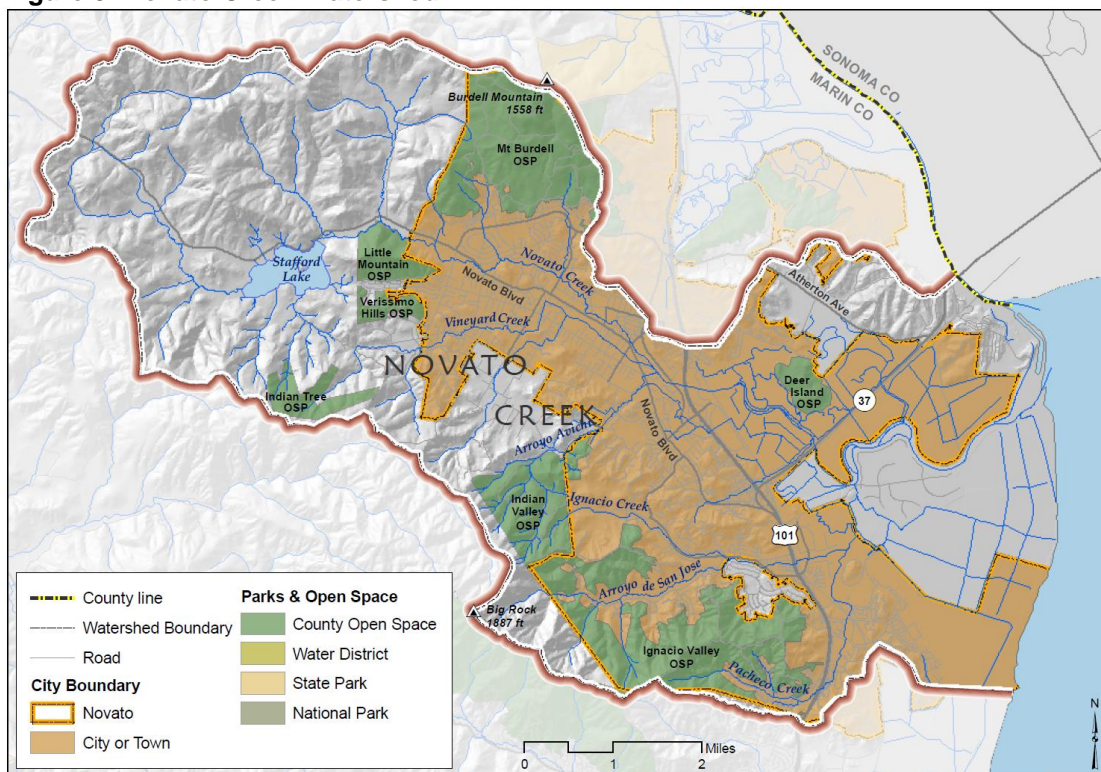 SONOMA CO
MARIN CO
Burdell Mountain
1558 ft
Mt Burdell
OSP
Stafford
Lake
Little
Mountain
OSP
Verissimo
Hills OSP
Novato Blvd
Novato Creek
Vineyard Creek
Atherton Ave
NOVATO
CREEK
Indian Tree
OSP
Deer
Island
OSP
37
Novato Blvd
Arroyo Avichi
Indian
Valley
OSP
Ignacio Creek
101
Arroyo de San Jose
Big Rock
1887 ft
Ignacio Valley
OSP
Pacheco Creek
County line
Watershed Boundary
Road
City Boundary
Novato
City or Town
Parks & Open Space
County Open Space
Water District
State Park
National Park
Miles
0 1 2
N